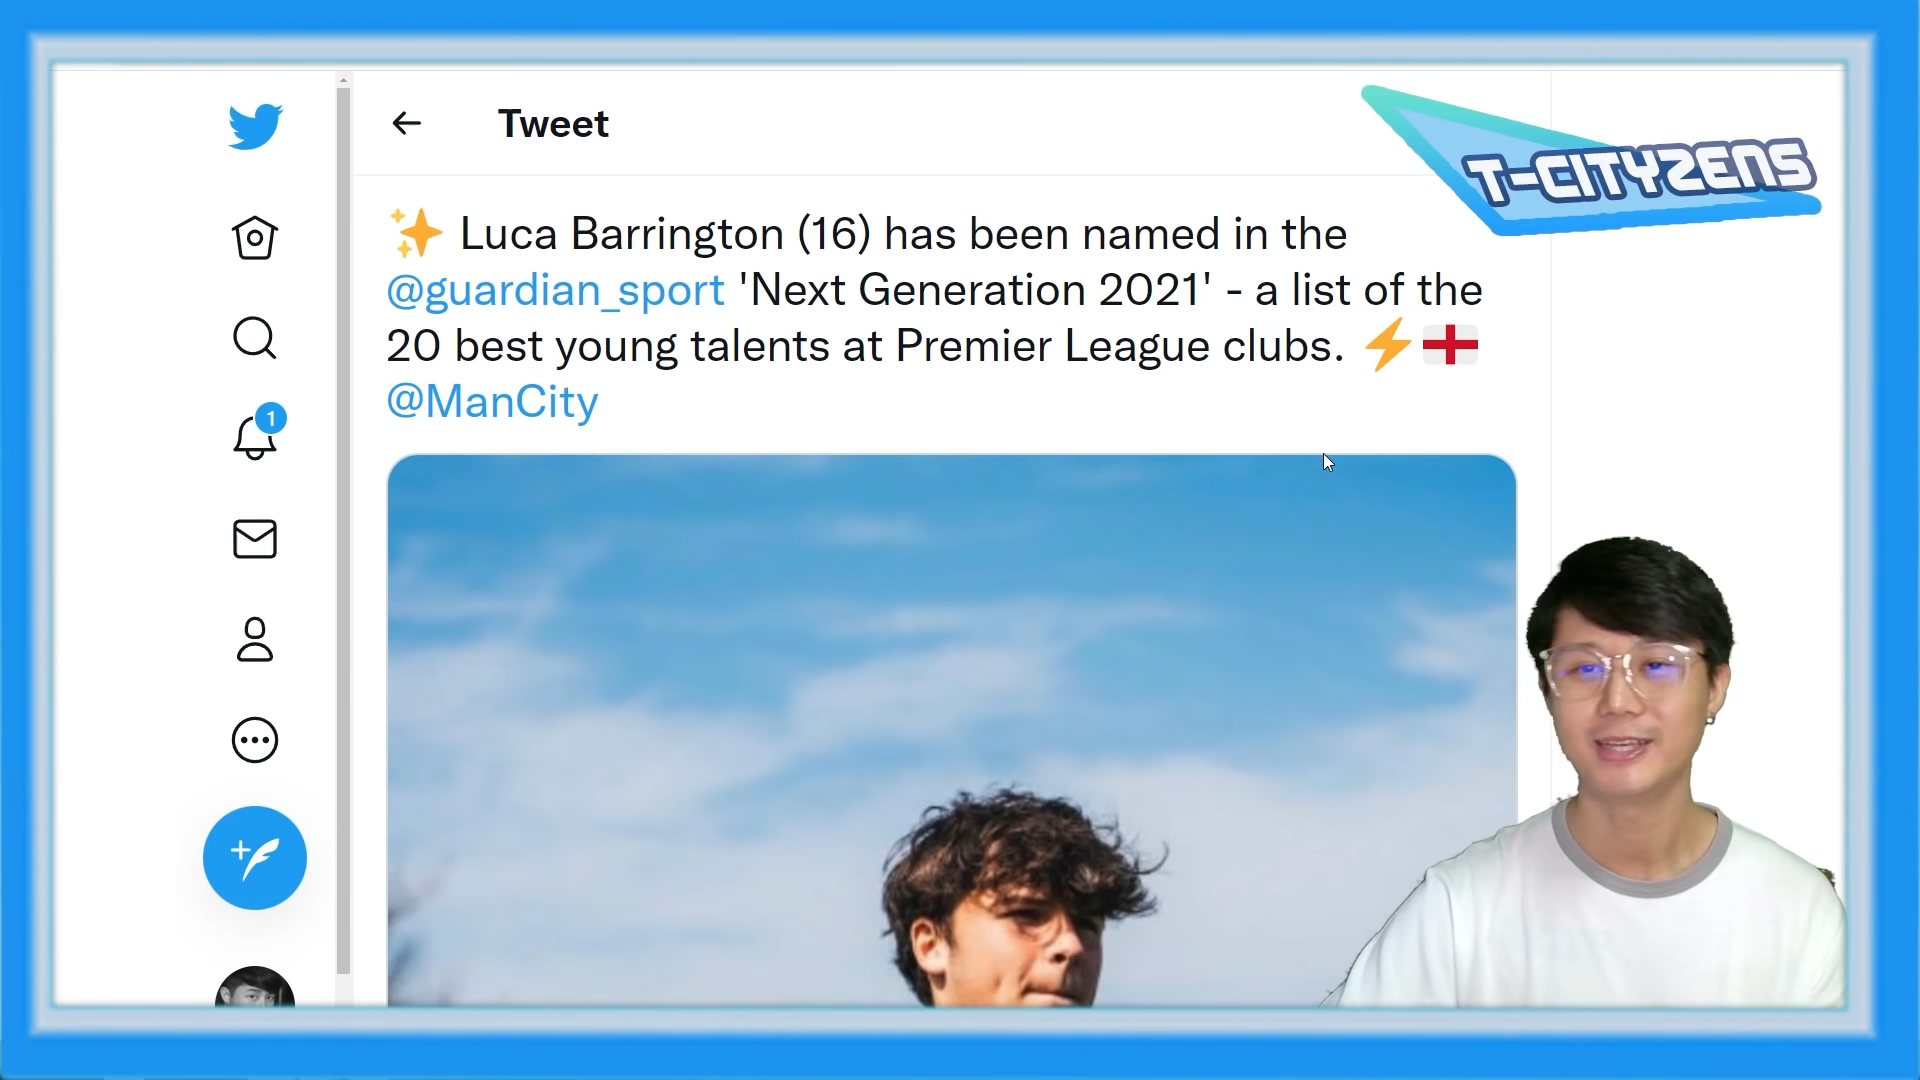 Tweet
T-CITYZENS
Luca Barrington (16) has been named in the
@guardian_sport 'Next Generation 2021' - a list of the
20 best young talents at Premier League clubs.
@ManCity
1